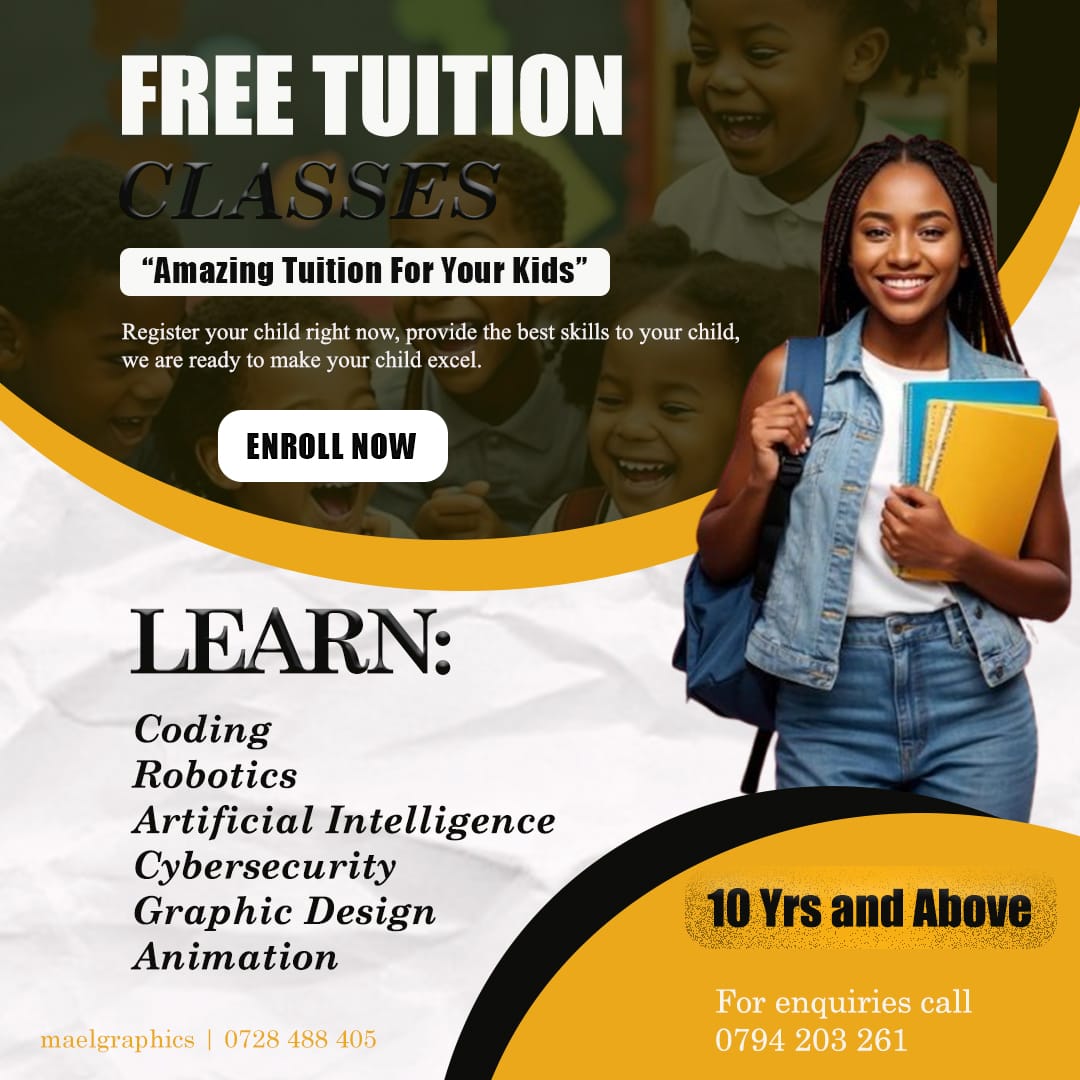 FREE TUITION
CLASSES
“Amazing Tuition For Your Kids”
Register your child right now, provide the best skills to your child,
we are ready to make your child excel.
ENROLL NOW
LEARN:
Coding
Robotics
Artificial Intelligence
Cybersecurity
Graphic Design
Animation
10 Yrs and Above
For enquiries call
0794 203 261
maelgraphics | 0728 488 405